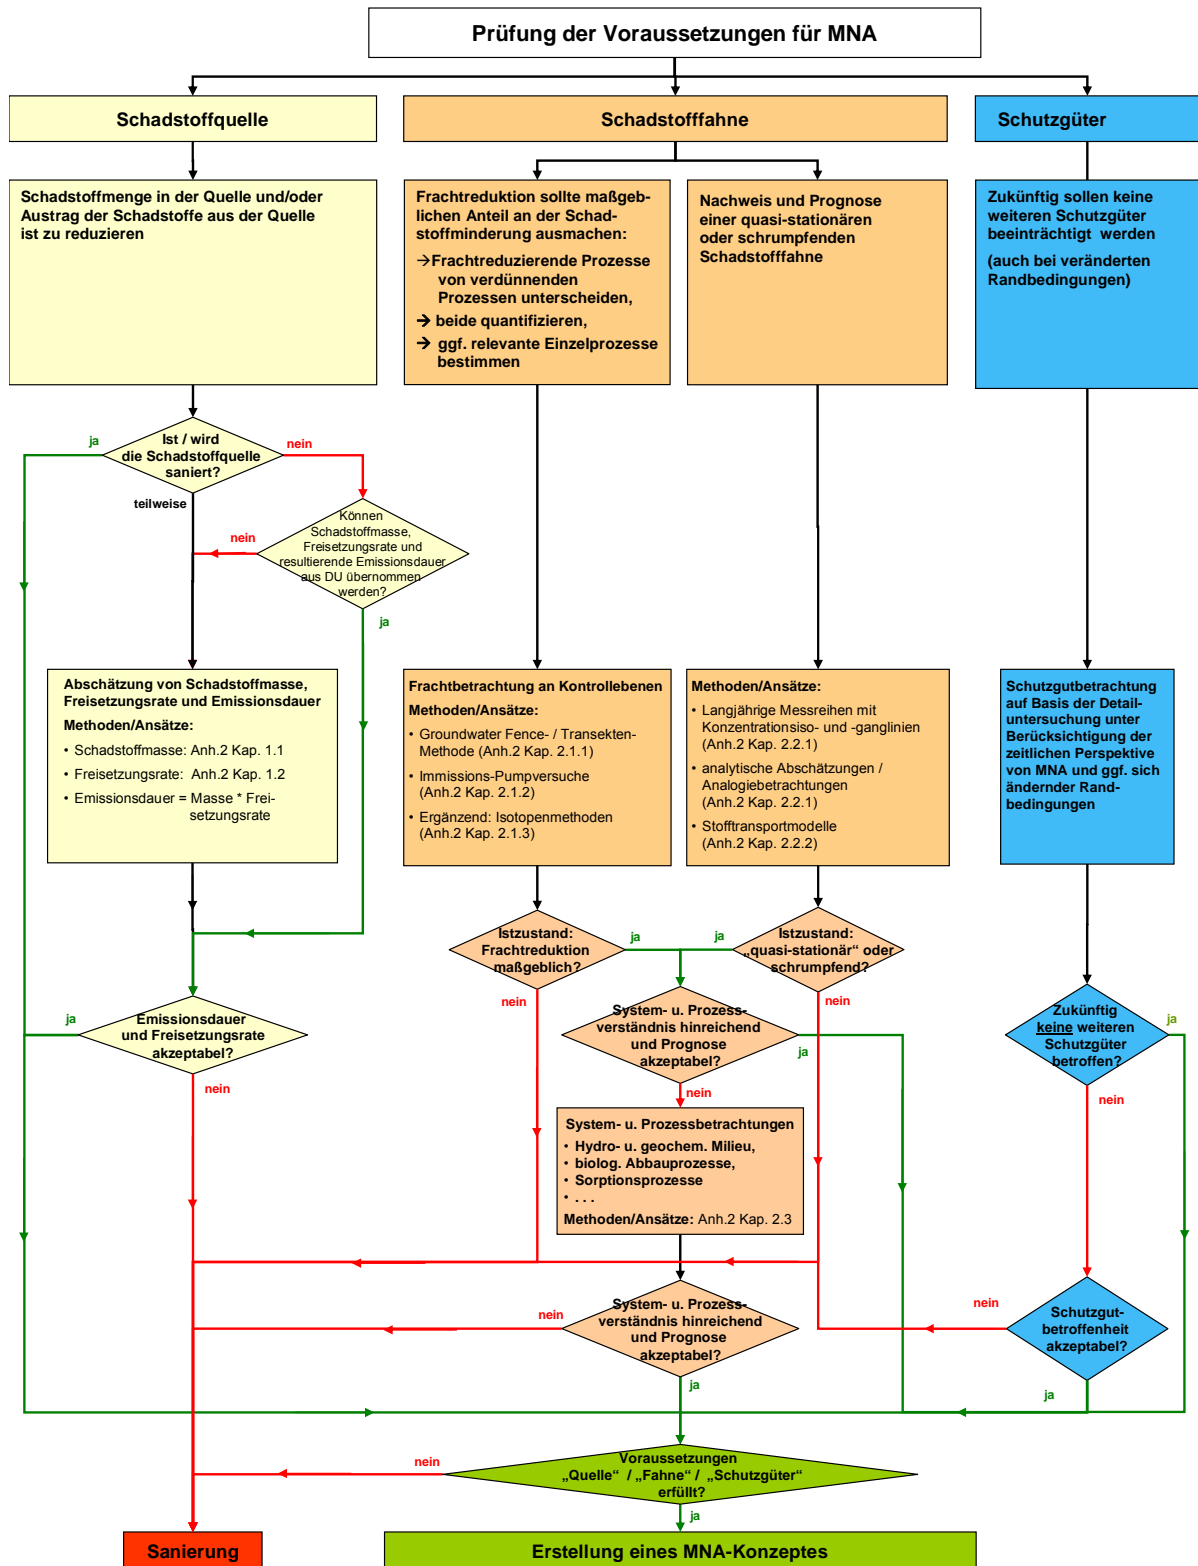 Prüfung der Voraussetzungen für MNA
Schadstoffquelle
Schadstofffahne
Schutzgüter
Schadstoffmenge in der Quelle und/oder
Austrag der Schadstoffe aus der Quelle
ist zu reduzieren
Frachtreduktion sollte maßgeb-
blichen Anteil an der Schad-
stoffminderung ausmachen:
→Frachtreduzierende Prozesse
von verdünnenden
Prozessen unterscheiden,
→ beide quantifizieren,
→ ggf. relevante Einzelprozesse
bestimmen
Nachweis und Prognose
einer quasi-stationären
oder schrumpfenden
Schadstofffahne
Zukünftig sollen keine
weiteren Schutzgüter
beeinträchtigt werden
(auch bei veränderten
Randbedingungen)
ja
Ist / wird
die Schadstoffquelle
saniert?
nein
teilweise
Können
Schadstoffmasse,
Freisetzungsrate und
resultierende Emissionsdauer
aus DU übernommen
werden?
nein
ja
Abschätzung von Schadstoffmasse,
Freisetzungsrate und Emissionsdauer
Methoden/Ansätze:
• Schadstoffmasse: Anh.2 Kap. 1.1
• Freisetzungsrate: Anh.2 Kap. 1.2
• Emissionsdauer = Masse * Frei-
setzungsrate
Frachtbetrachtung an Kontrollebenen
Methoden/Ansätze:
• Groundwater Fence- / Transekten-
Methode (Anh.2 Kap. 2.1.1)
• Immissions-Pumpversuche
(Anh.2 Kap. 2.1.2)
• Ergänzend: Isotopenmethoden
(Anh.2 Kap. 2.1.3)
Methoden/Ansätze:
• Langjährige Messreihen mit
Konzentrationsiso- und -ganglinien
(Anh.2 Kap. 2.2.1)
• analytische Abschätzungen /
Analogiebetrachtungen
(Anh.2 Kap. 2.2.1)
• Stofftransportmodelle
(Anh.2 Kap. 2.2.2)
Schutzgutbetrachtung
auf Basis der Detail-
untersuchung unter
Berücksichtigung der
zeitlichen Perspektive
von MNA und ggf. sich
ändernder Rand-
bedingungen
Istzustand:
Frachtreduktion
maßgeblich?
ja
nein
ja
Istzustand:
„quasi-stationär“ oder
schrumpfend?
nein
ja
Emissionsdauer
und Freisetzungsrate
akzeptabel?
nein
System- u. Prozess-
verständnis hinreichend
und Prognose
akzeptabel?
ja
nein
Zukünftig
keine weiteren
Schutzgüter
betroffen?
ja
nein
System- u. Prozessbetrachtungen
• Hydro- u. geochem. Milieu,
• biolog. Abbauprozesse,
• Sorptionsprozesse
• . . .
Methoden/Ansätze: Anh.2 Kap. 2.3
nein
System- u. Prozess-
verständnis hinreichend
und Prognose
akzeptabel?
ja
nein
Schutzgut-
betroffenheit
akzeptabel?
ja
nein
Voraussetzungen
„Quelle“ / „Fahne“ / „Schutzgüter“
erfüllt?
ja
Sanierung
Erstellung eines MNA-Konzeptes